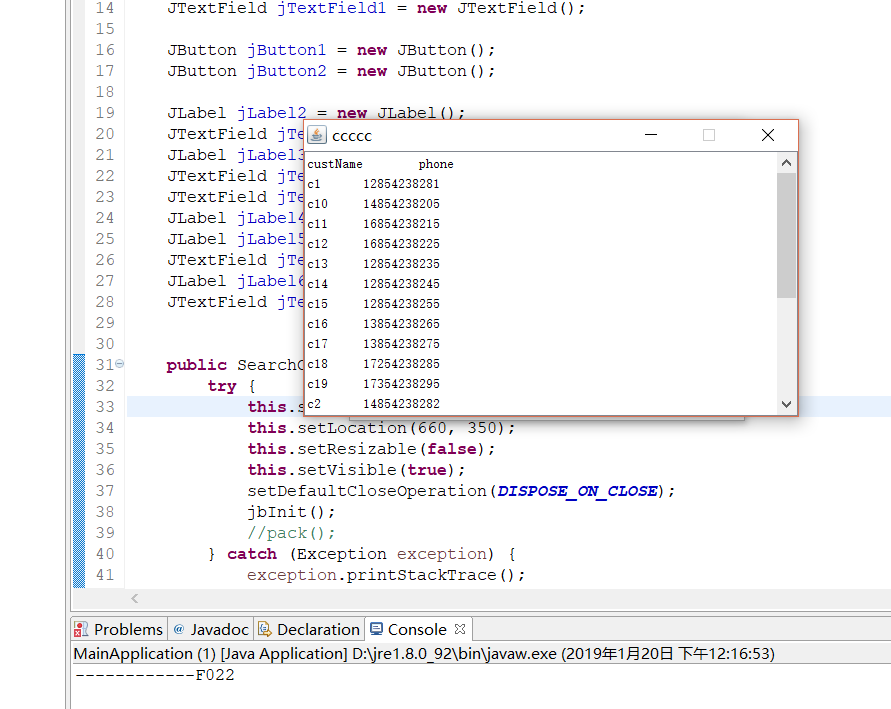 14 JTextField jTextField1 = new JTextField();
15
16 JButton jButton1 = new JButton();
17 JButton jButton2 = new JButton();
18
19 JLabel jLabel2 = new JLabel();
20 JTextField jTe
21 JLabel jLabel3
22 JTextField jTe
23 JTextField jTe
24 JLabel jLabel4
25 JLabel jLabel5
26 JTextField jTe
27 JLabel jLabel6
28 JTextField jTe
29
30
31 public SearchC
32 try {
33 this.s
34 this.setLocation(660, 350);
35 this.setResizable(false);
36 this.setVisible(true);
37 setDefaultCloseOperation(DISPOSE_ON_CLOSE);
38 jbInit();
39 //pack();
40 } catch (Exception exception) {
41 exception.printStackTrace();
ccccc
custName phone
c1 12854238281
c10 14854238205
c11 16854238215
c12 16854238225
c13 12854238235
c14 12854238245
c15 12854238255
c16 13854238265
c17 13854238275
c18 17254238285
c19 17354238295
c2 14854238282
Problems @ Javadoc Declaration Console
MainApplication (1) [Java Application] D:\jre1.8.0_92\bin\javaw.exe (2019年1月20日 下午12:16:53)
------------F022